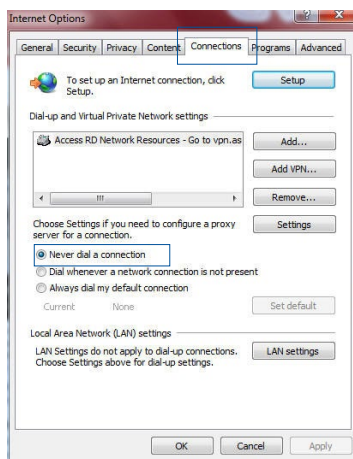 Internet Options
General Security Privacy Content Connections Programs Advanced
To set up an Internet connection, click
Setup.
Setup
Dial-up and Virtual Private Network settings
Access RD Network Resources - Go to vpn.as
Add...
Add VPN...
Remove...
Choose Settings if you need to configure a proxy
server for a connection.
Settings
Never dial a connection
Dial whenever a network connection is not present
Always dial my default connection
Current None
Set default
Local Area Network (LAN) settings
LAN Settings do not apply to dial-up connections.
Choose Settings above for dial-up settings.
LAN settings
OK Cancel Apply